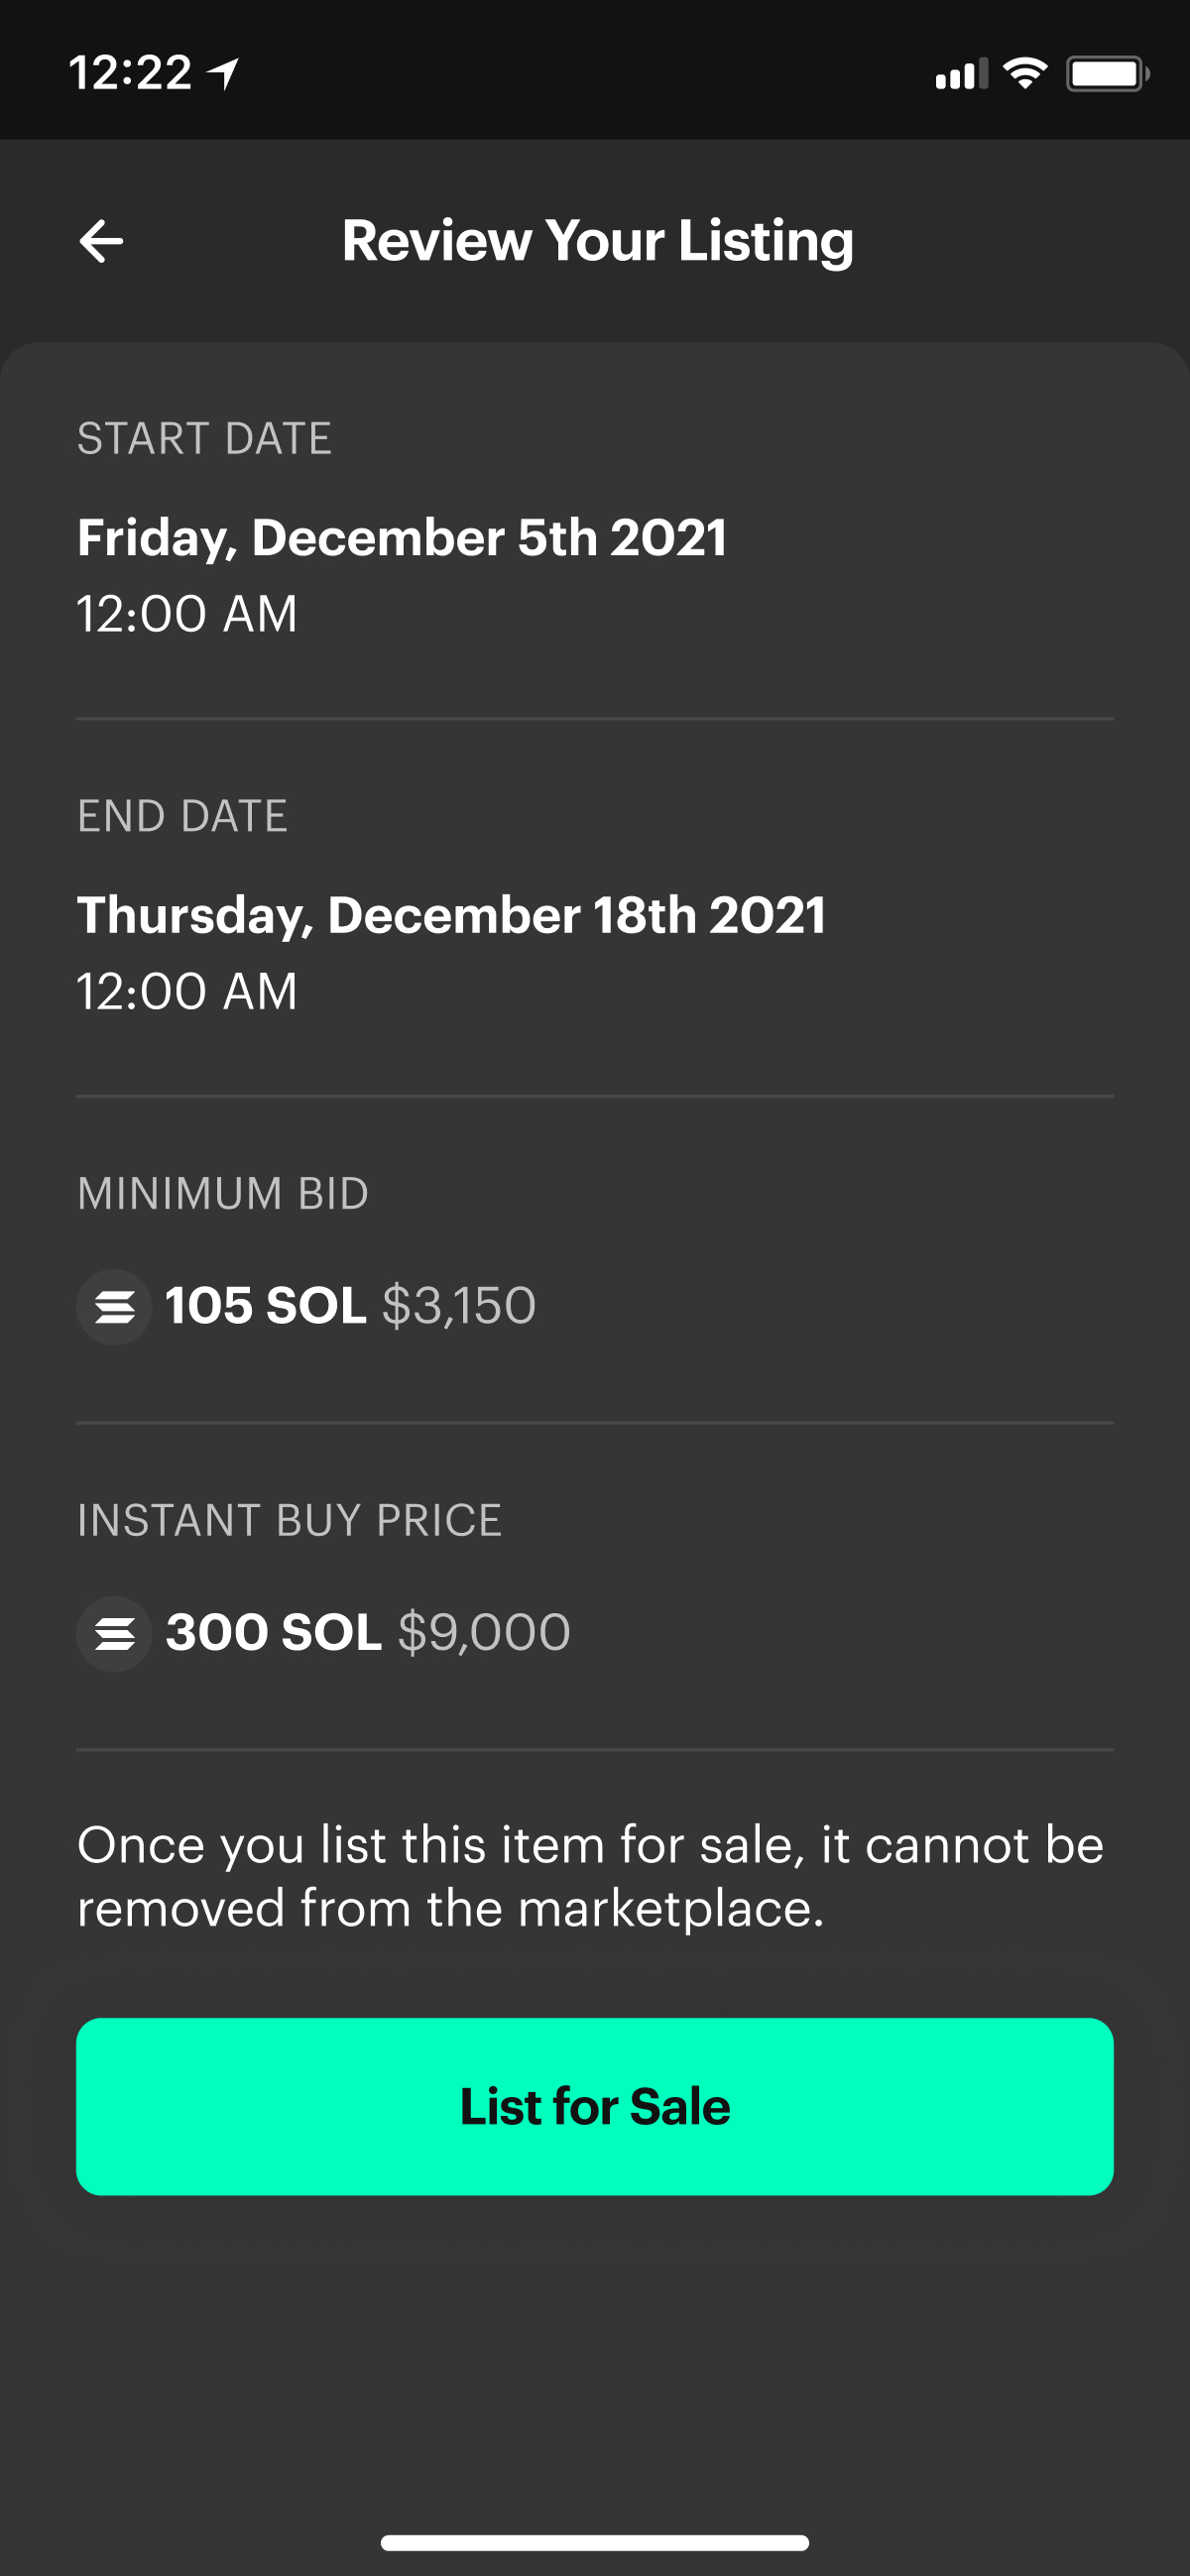 12:22
Review Your Listing
START DATE
Friday, December 5th 2021
12:00 AM
END DATE
Thursday, December 18th 2021
12:00 AM
MINIMUM BID
105 SOL $3,150
INSTANT BUY PRICE
300 SOL $9,000
Once you list this item for sale, it cannot be
removed from the marketplace.
List for Sale